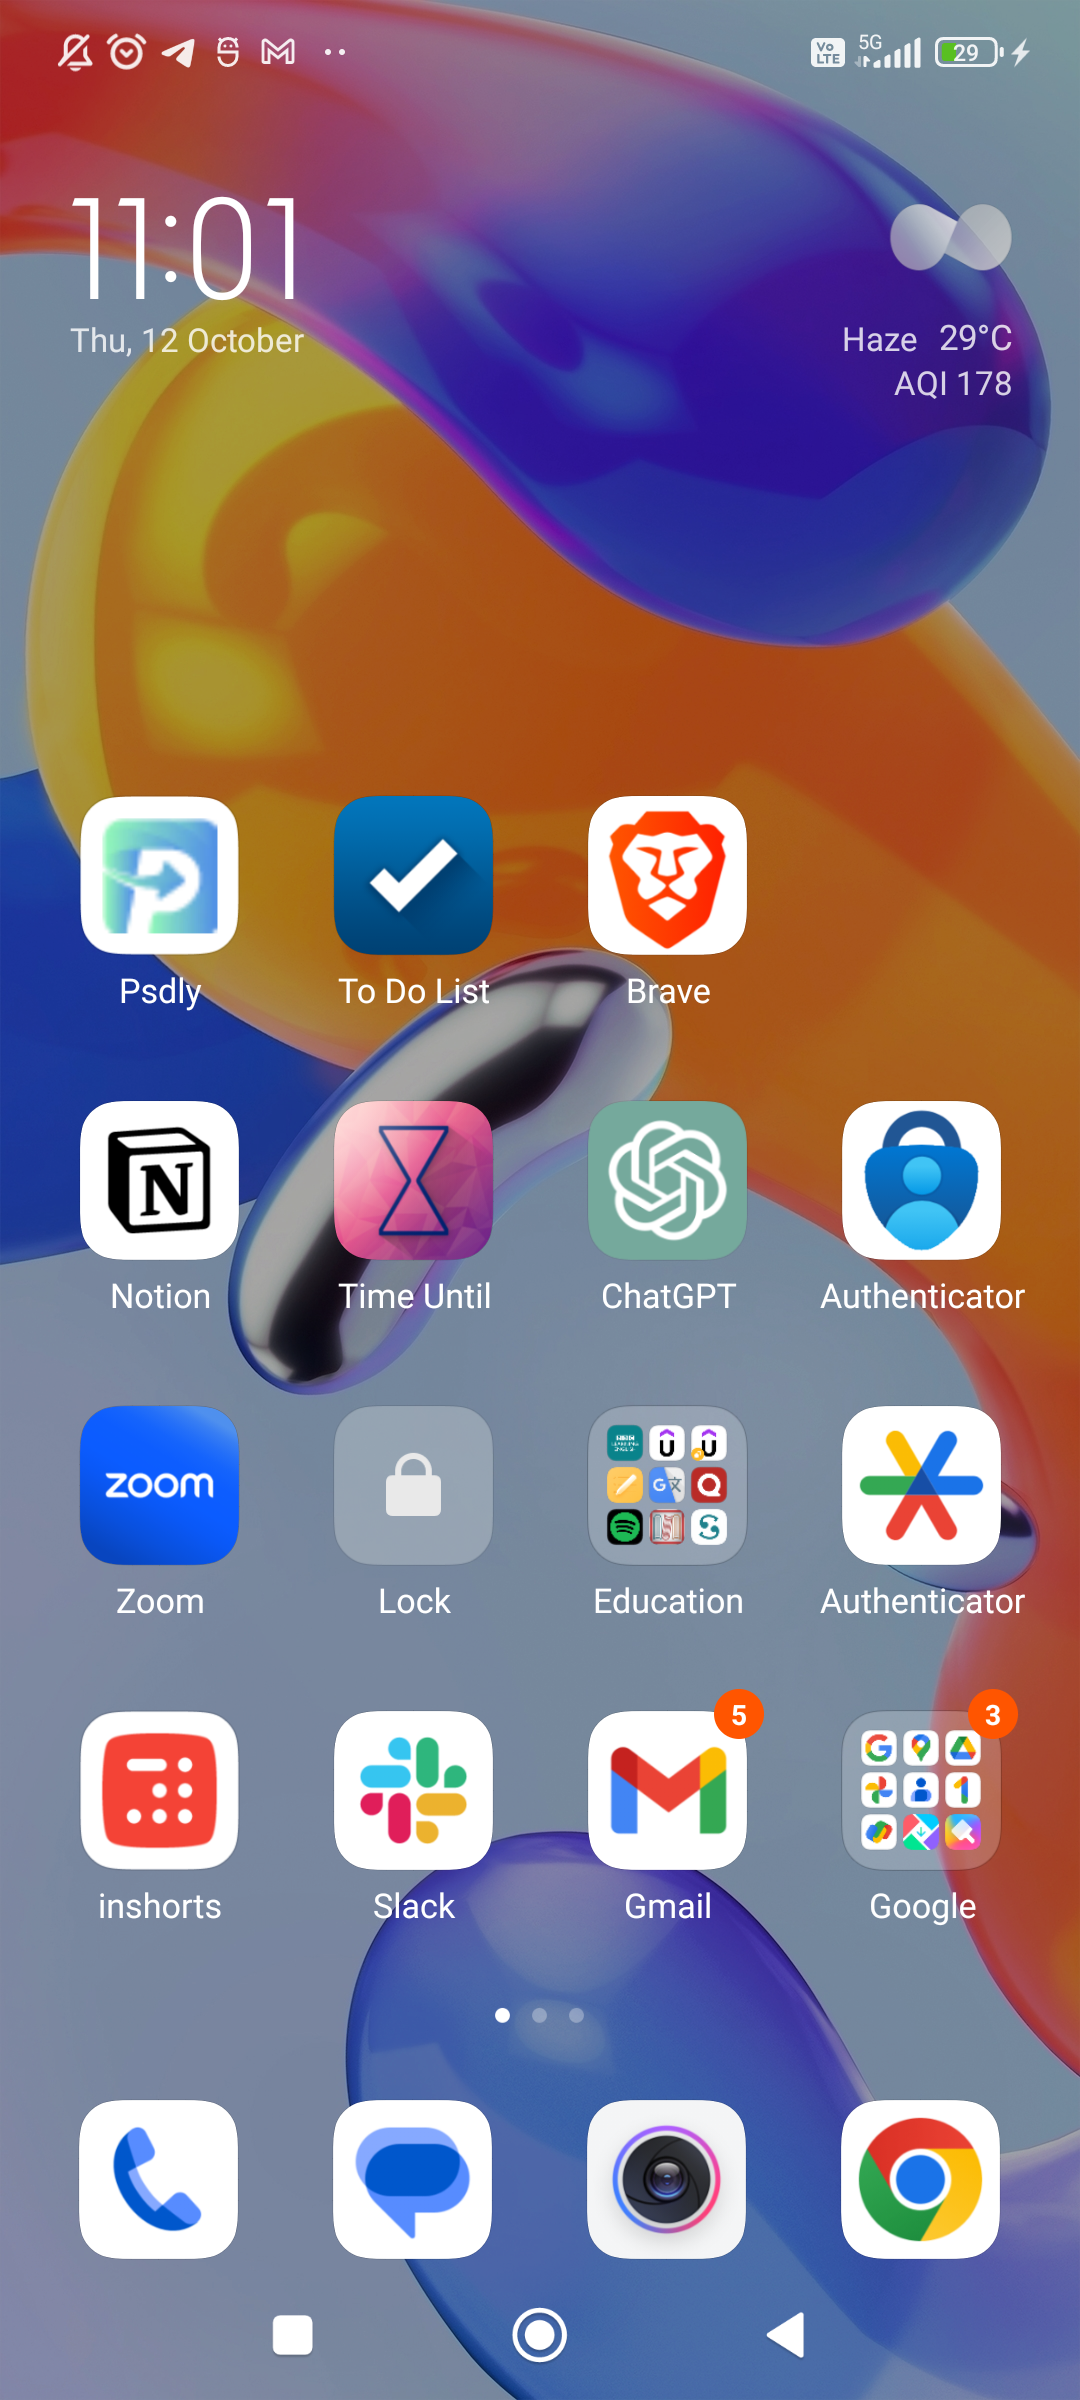 Vo LTE 5G 29
11:01
Thu, 12 October
Haze 29°C
AQI 178
Psdly To Do List Brave
N
Notion Time Until ChatGPT Authenticator
zoom
Zoom Lock Education Authenticator
5 3
inshorts Slack Gmail Google